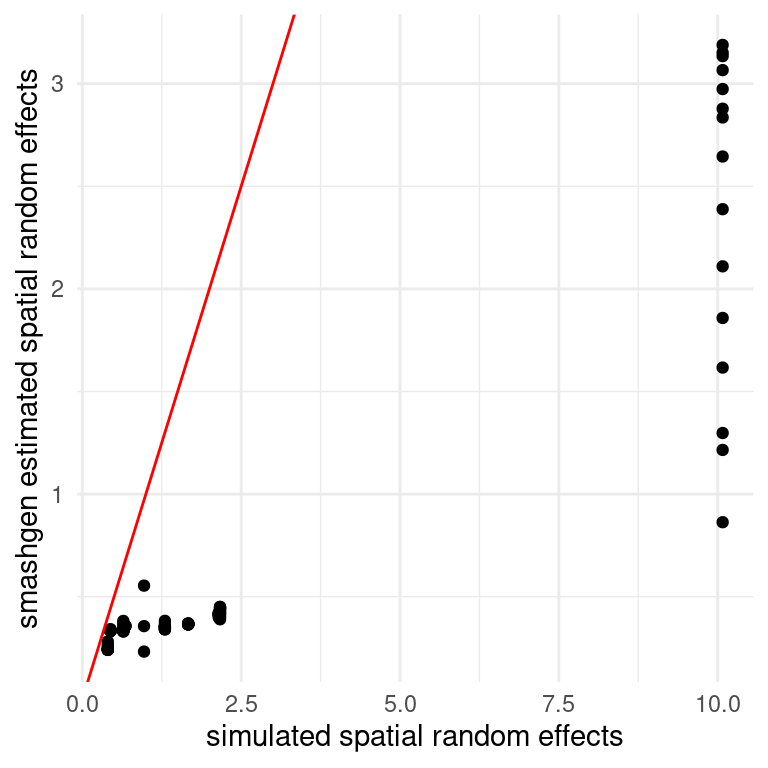 smashgen estimated spatial random effects
3
2
1
0.0 2.5 5.0 7.5 10.0
simulated spatial random effects